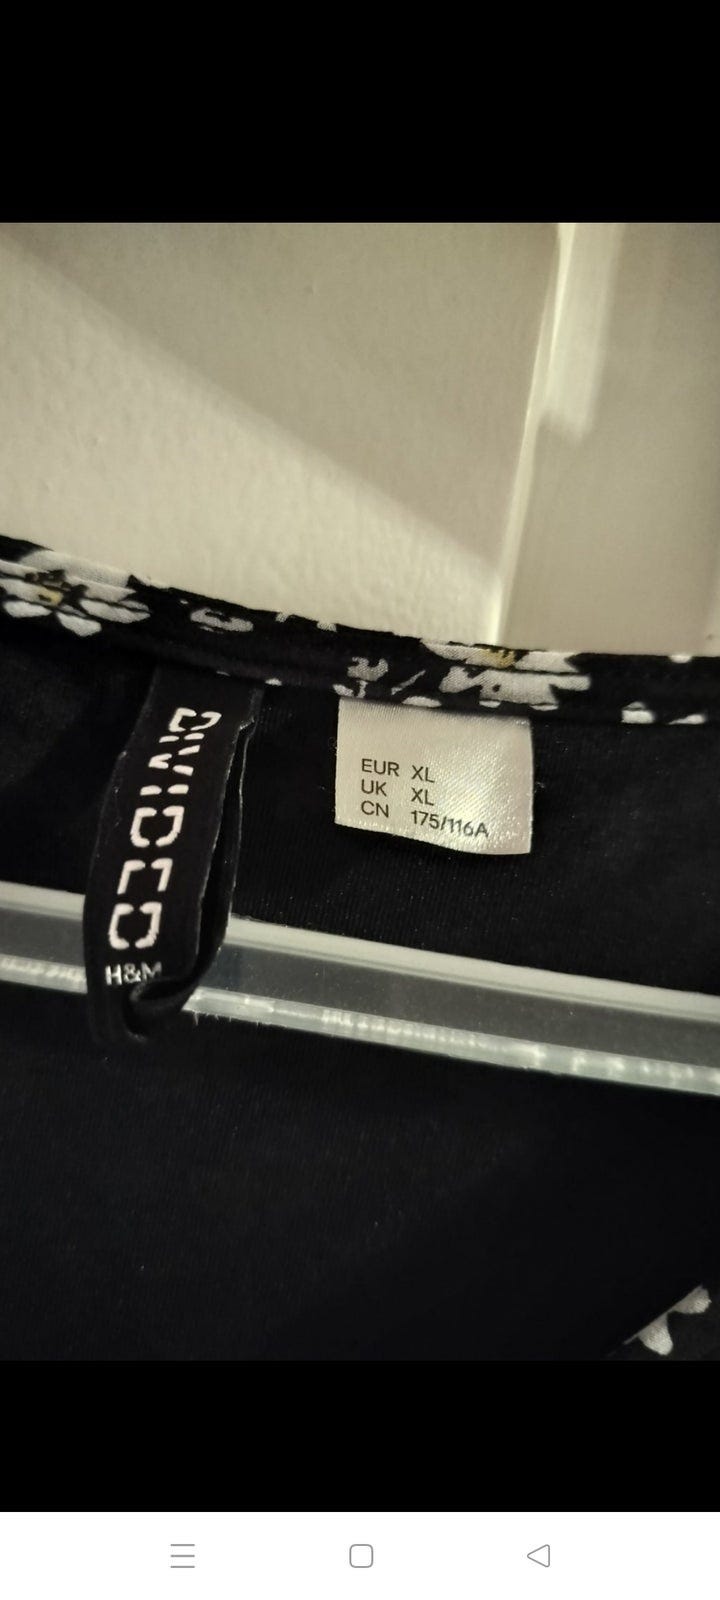 DIVIDED
H&M
EUR XL
UK XL
CN 175/116A